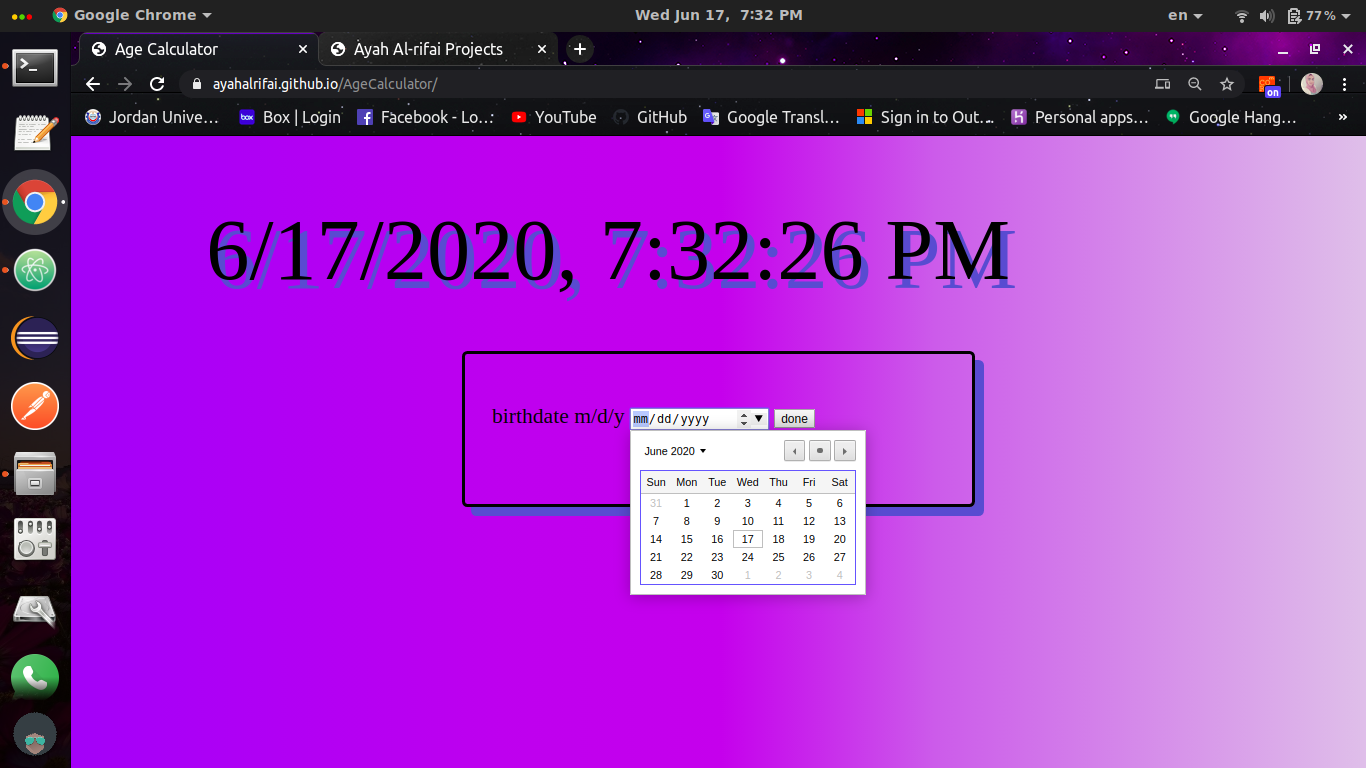 Google Chrome Wed Jun 17, 7:32 PM en 77%
Age Calculator Ayah Al-rifai Projects
ayahalrifai.github.io/AgeCalculator/ on
Jordan Unive... Box | Login Facebook - Lo... YouTube GitHub Google Transl... Sign in to Out... Personal apps... Google Hang... »
6/17/2020, 7:32:26 PM
birthdate m/d/y mm/dd/yyyy done
June 2020
Sun Mon Tue Wed Thu Fri Sat
31 1 2 3 4 5 6
7 8 9 10 11 12 13
14 15 16 17 18 19 20
21 22 23 24 25 26 27
28 29 30 1 2 3 4